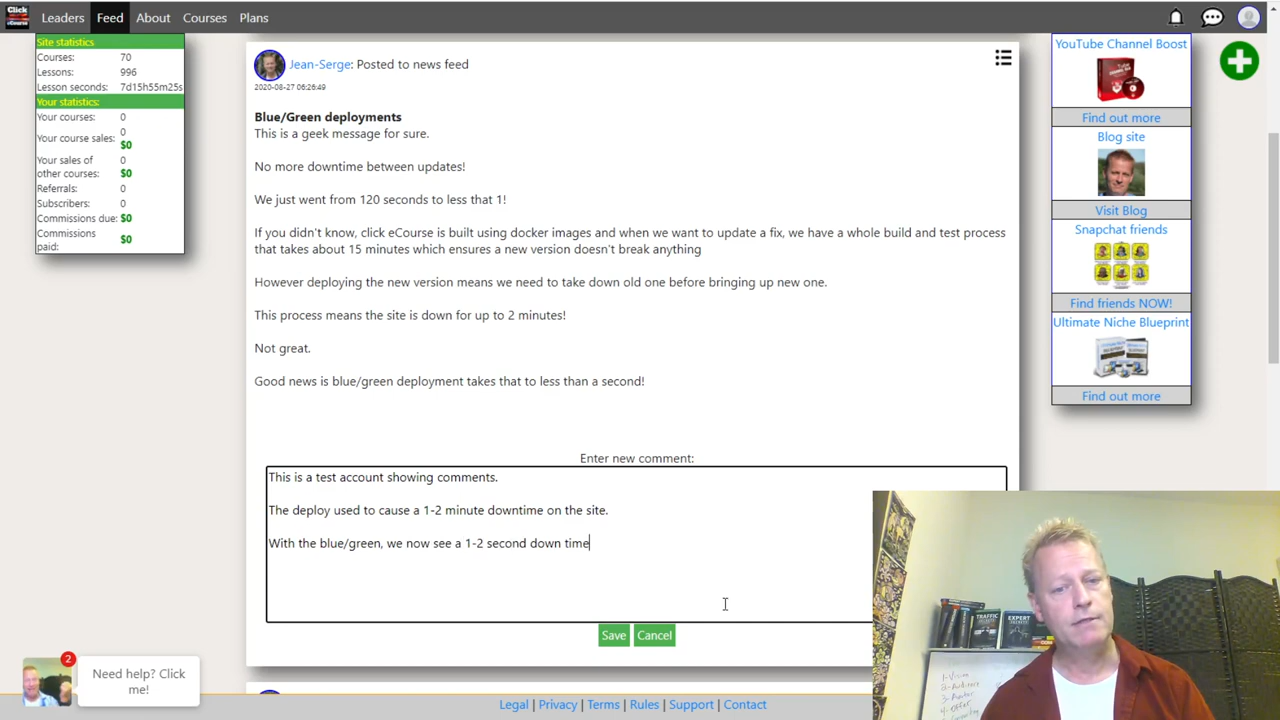 Click
eCourse
Leaders
Feed
About
Courses
Plans
Site statistics
Courses: 70
Lessons: 996
Lesson seconds: 7d15h55m25s
Your statistics:
Your courses: 0
Your course sales: 0
$0
Your sales of
other courses: 0
$0
Referrals: 0
Subscribers: 0
Commissions due: $0
Commissions
paid: $0
Jean-Serge: Posted to news feed
2020-08-27 06:26:49
Blue/Green deployments
This is a geek message for sure.
No more downtime between updates!
We just went from 120 seconds to less that 1!
If you didn't know, click eCourse is built using docker images and when we want to update a fix, we have a whole build and test process
that takes about 15 minutes which ensures a new version doesn't break anything
However deploying the new version means we need to take down old one before bringing up new one.
This process means the site is down for up to 2 minutes!
Not great.
Good news is blue/green deployment takes that to less than a second!
Enter new comment:
This is a test account showing comments.
The deploy used to cause a 1-2 minute downtime on the site.
With the blue/green, we now see a 1-2 second down time
Save
Cancel
YouTube Channel Boost
Find out more
Blog site
Visit Blog
Snapchat friends
Find friends NOW!
Ultimate Niche Blueprint
Find out more
2
Need help? Click
me!
Legal | Privacy | Terms | Rules | Support | Contact
TRAFFIC
SECRETS
EXPERT
SECRETS
1-Vision